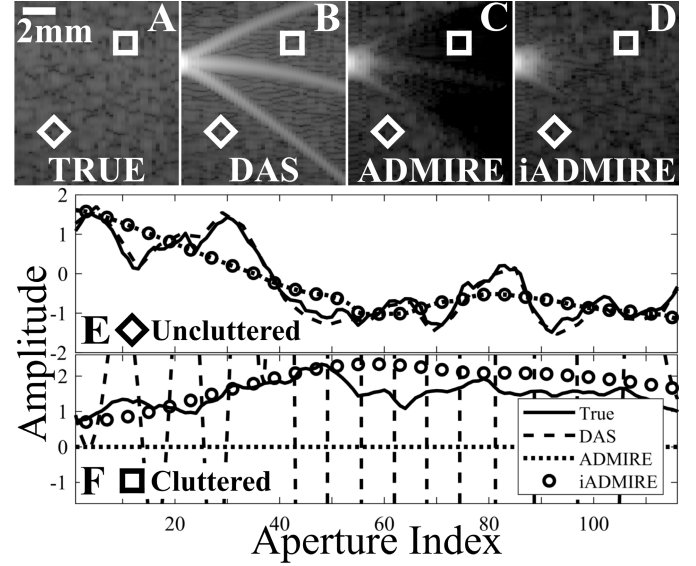 A B C D
2mm
TRUE DAS ADMIRE iADMIRE
2
1
0
-1
E Uncluttered
-2
2
1
0
-1
F Cluttered
True
DAS
ADMIRE
iADMIRE
20 40 60 80 100
Amplitude
Aperture Index